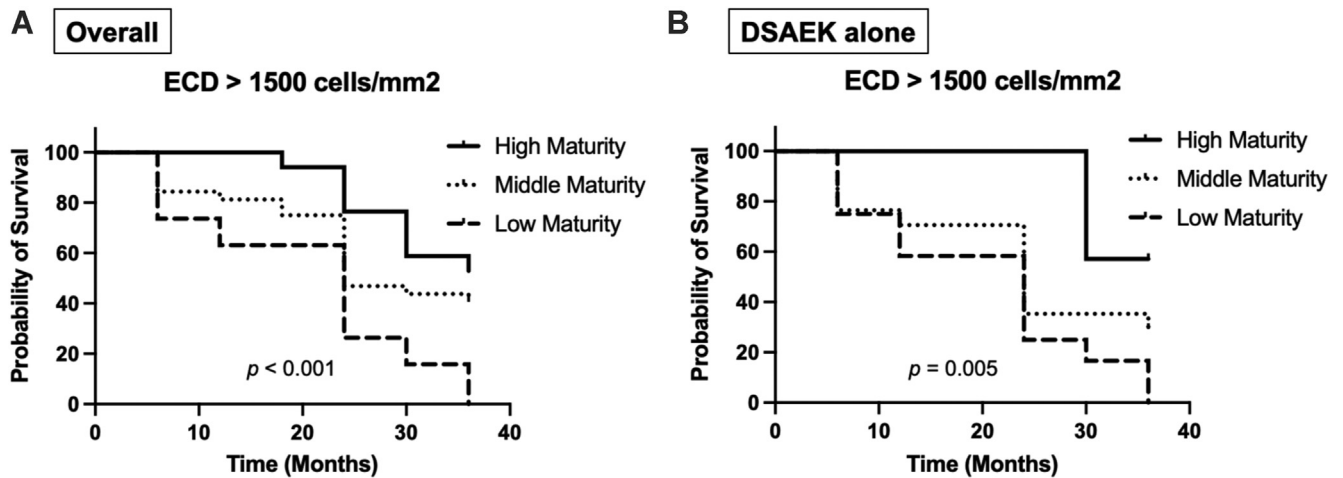 A
Overall
ECD > 1500 cells/mm2
Probability of Survival
100
80
60
40
20
0
0
10
20
30
40
Time (Months)
High Maturity
Middle Maturity
Low Maturity
p < 0.001
B
DSAEK alone
ECD > 1500 cells/mm2
Probability of Survival
100
80
60
40
20
0
0
10
20
30
40
Time (Months)
High Maturity
Middle Maturity
Low Maturity
p = 0.005